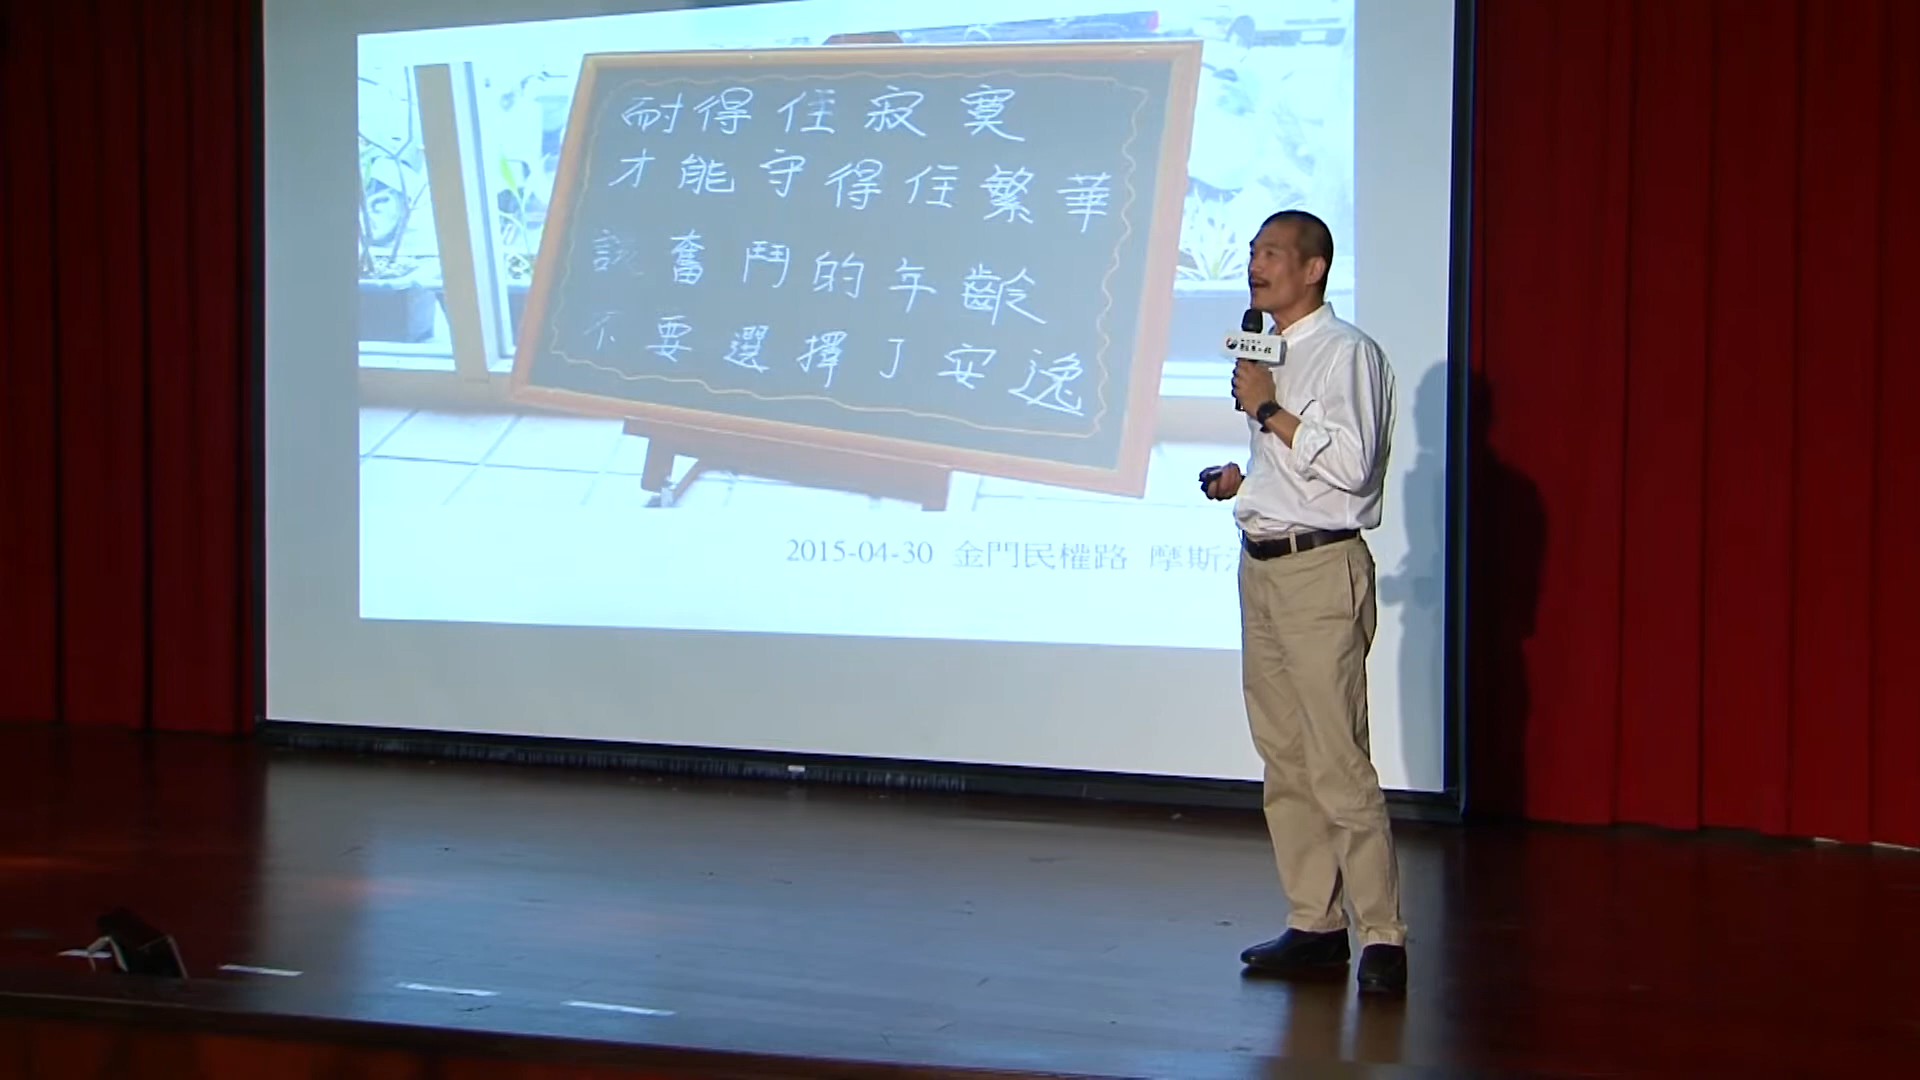 耐得住寂寞
才能守得住繁華
該奮鬥的年齡
不要選擇了安逸
2015-04-30 金門民權路 摩斯